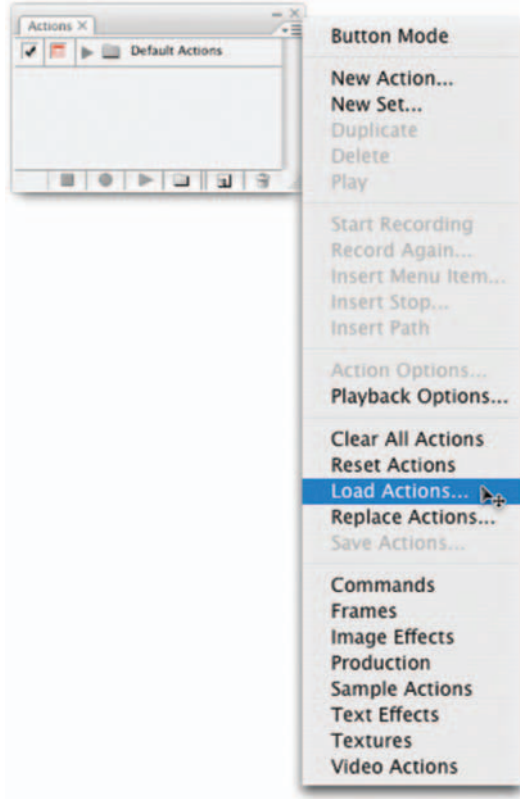 Actions ×
Default Actions
Button Mode
New Action...
New Set...
Duplicate
Delete
Play
Start Recording
Record Again...
Insert Menu Item...
Insert Stop...
Insert Path
Action Options...
Playback Options...
Clear All Actions
Reset Actions
Load Actions...
Replace Actions...
Save Actions...
Commands
Frames
Image Effects
Production
Sample Actions
Text Effects
Textures
Video Actions